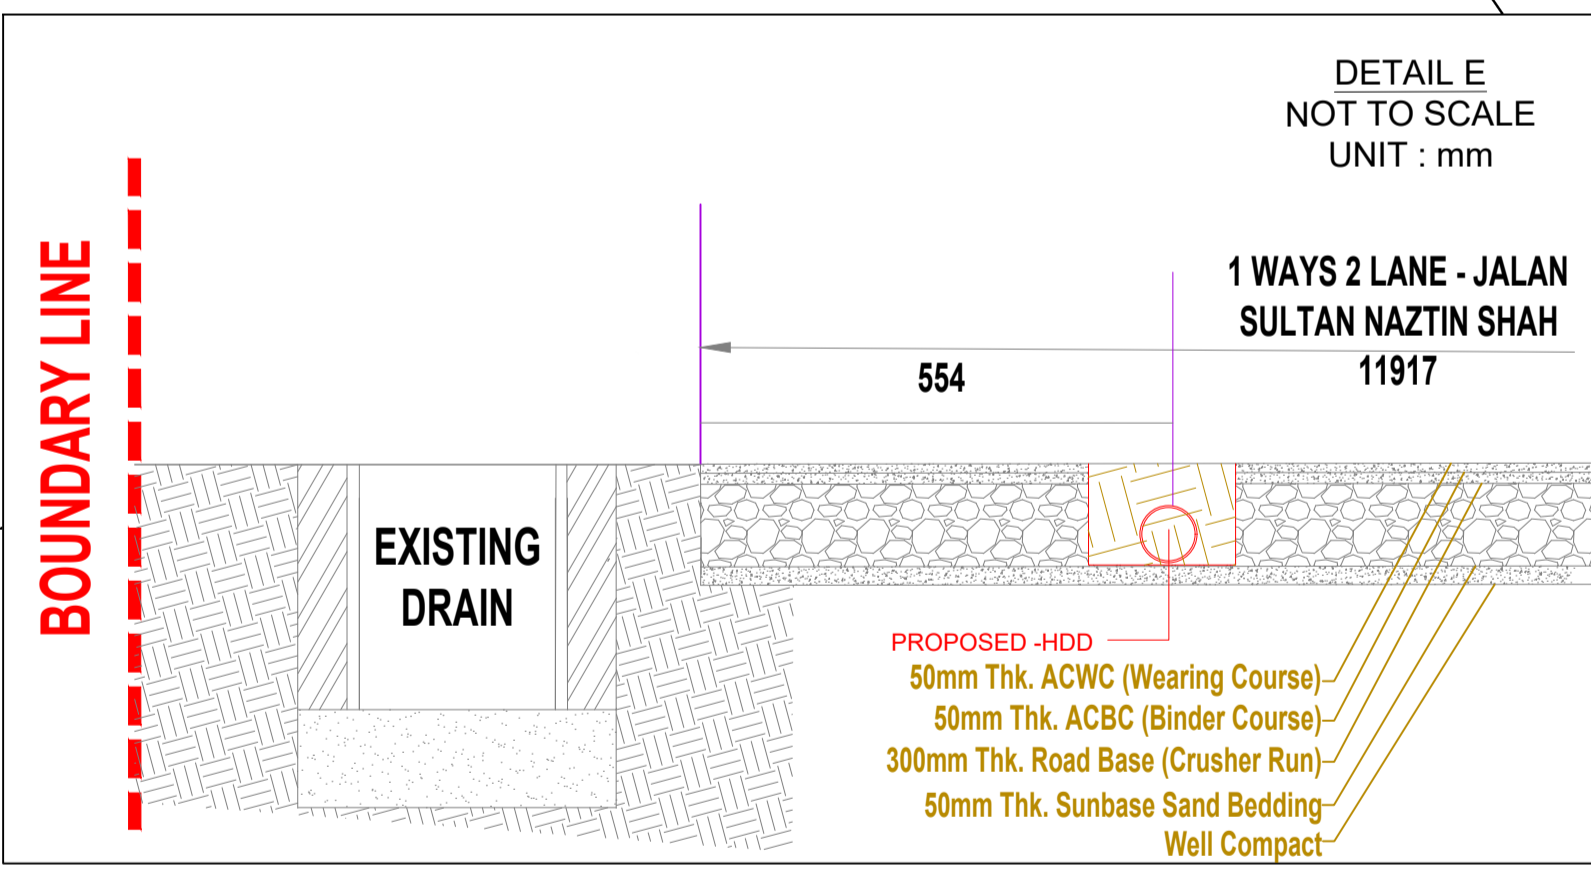 DETAIL E
NOT TO SCALE
UNIT : mm
BOUNDARY LINE
1 WAYS 2 LANE - JALAN
SULTAN NAZTIN SHAH
11917
554
EXISTING
DRAIN
PROPOSED -HDD
50mm Thk. ACWC (Wearing Course)
50mm Thk. ACBC (Binder Course)
300mm Thk. Road Base (Crusher Run)
50mm Thk. Sunbase Sand Bedding
Well Compact